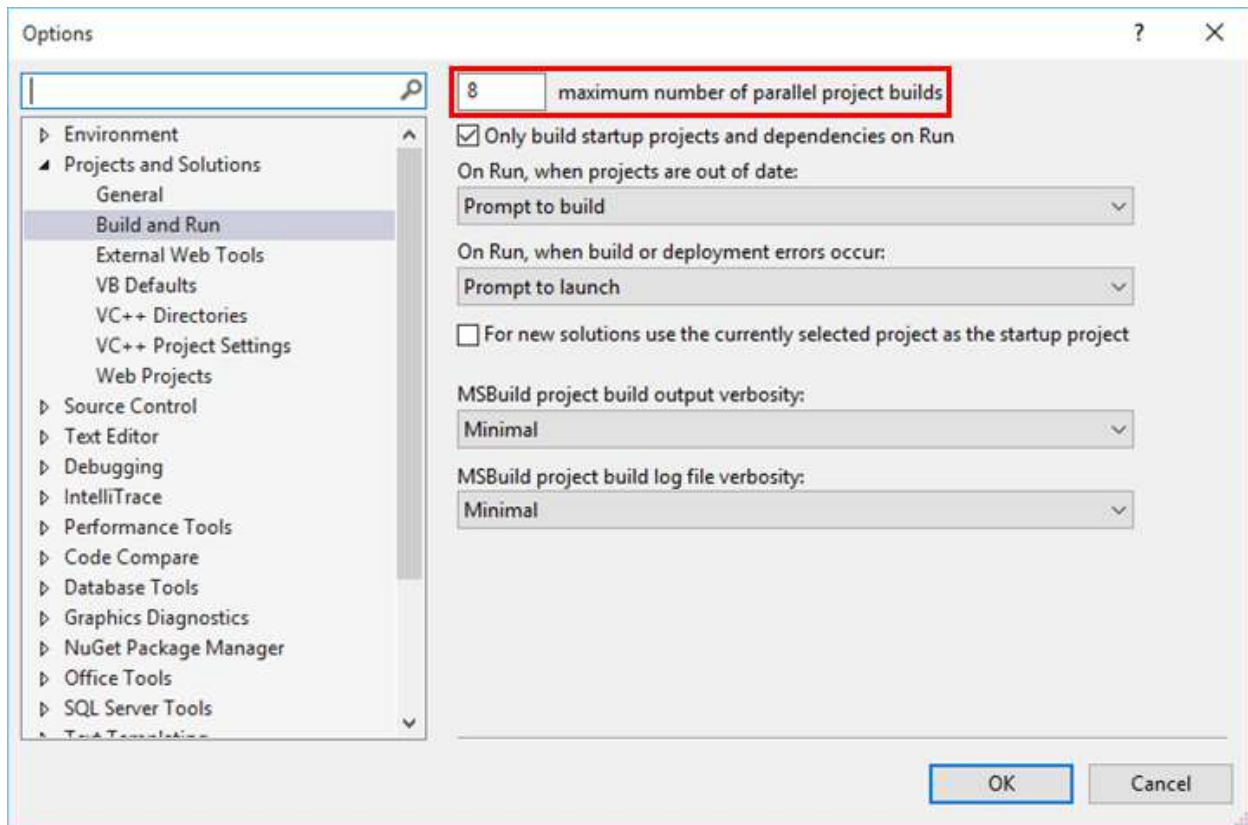 Options
?
8 maximum number of parallel project builds
Environment
Projects and Solutions
General
Build and Run
External Web Tools
VB Defaults
VC++ Directories
VC++ Project Settings
Web Projects
Source Control
Text Editor
Debugging
IntelliTrace
Performance Tools
Code Compare
Database Tools
Graphics Diagnostics
NuGet Package Manager
Office Tools
SQL Server Tools
Text Templating
Only build startup projects and dependencies on Run
On Run, when projects are out of date:
Prompt to build
On Run, when build or deployment errors occur:
Prompt to launch
For new solutions use the currently selected project as the startup project
MSBuild project build output verbosity:
Minimal
MSBuild project build log file verbosity:
Minimal
OK
Cancel